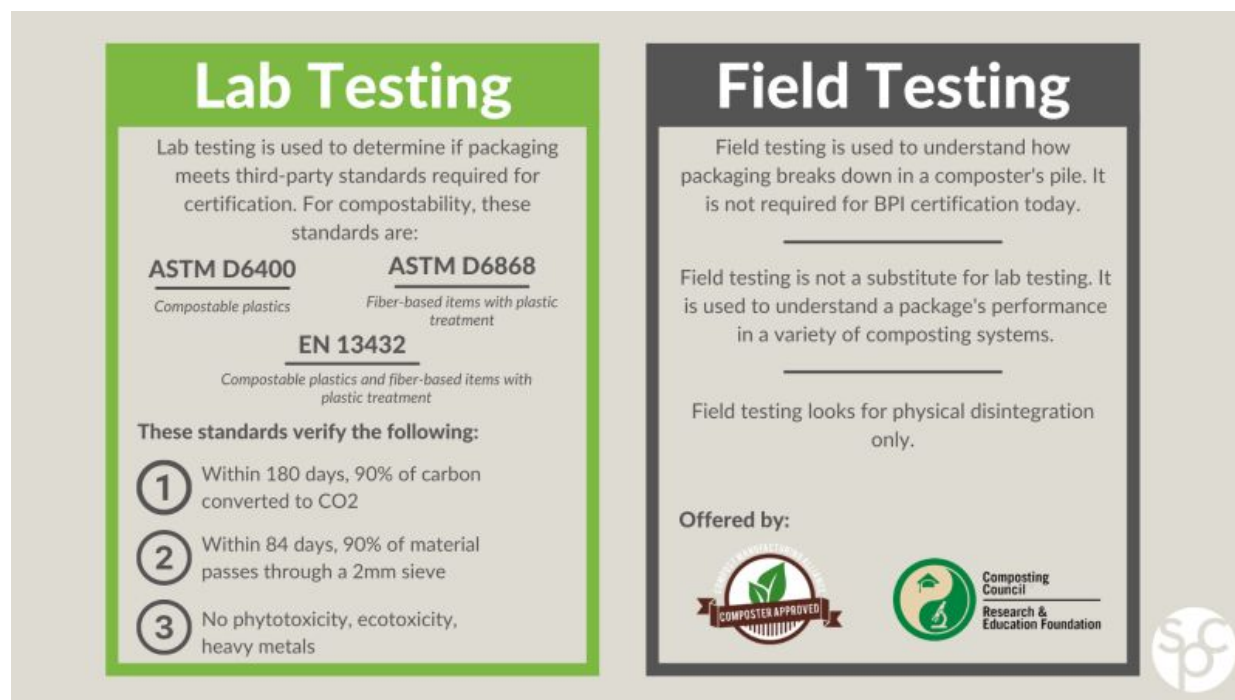 Lab Testing
Lab testing is used to determine if packaging
meets third-party standards required for
certification. For compostability, these
standards are:
ASTM D6400
Compostable plastics
ASTM D6868
Fiber-based items with plastic
treatment
EN 13432
Compostable plastics and fiber-based items with
plastic treatment
These standards verify the following:
1
Within 180 days, 90% of carbon
converted to CO2
2
Within 84 days, 90% of material
passes through a 2mm sieve
3
No phytotoxicity, ecotoxicity,
heavy metals
Field Testing
Field testing is used to understand how
packaging breaks down in a composter's pile. It
is not required for BPI certification today.
Field testing is not a substitute for lab testing. It
is used to understand a package's performance
in a variety of composting systems.
Field testing looks for physical disintegration
only.
Offered by:
COMPOST MANUFACTURING ALLIANCE
COMPOSTER APPROVED
Composting
Council
Research &
Education Foundation
spc